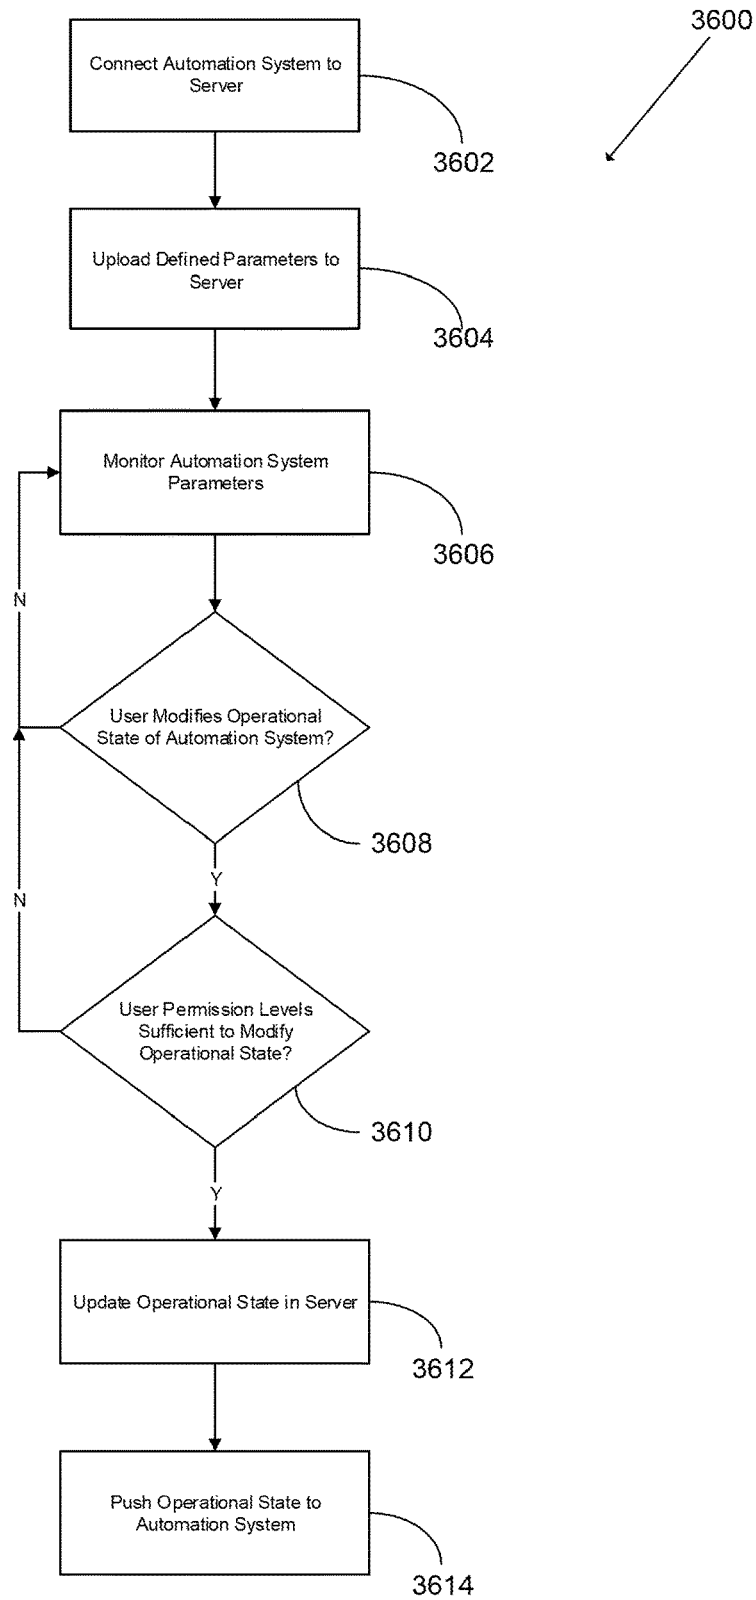 3600
Connect Automation System to
Server
3602
Upload Defined Parameters to
Server
3604
Monitor Automation System
Parameters
3606
N
User Modifies Operational
State of Automation System?
3608
Y
N
User Permission Levels
Sufficient to Modify
Operational State?
3610
Y
Update Operational State in Server
3612
Push Operational State to
Automation System
3614